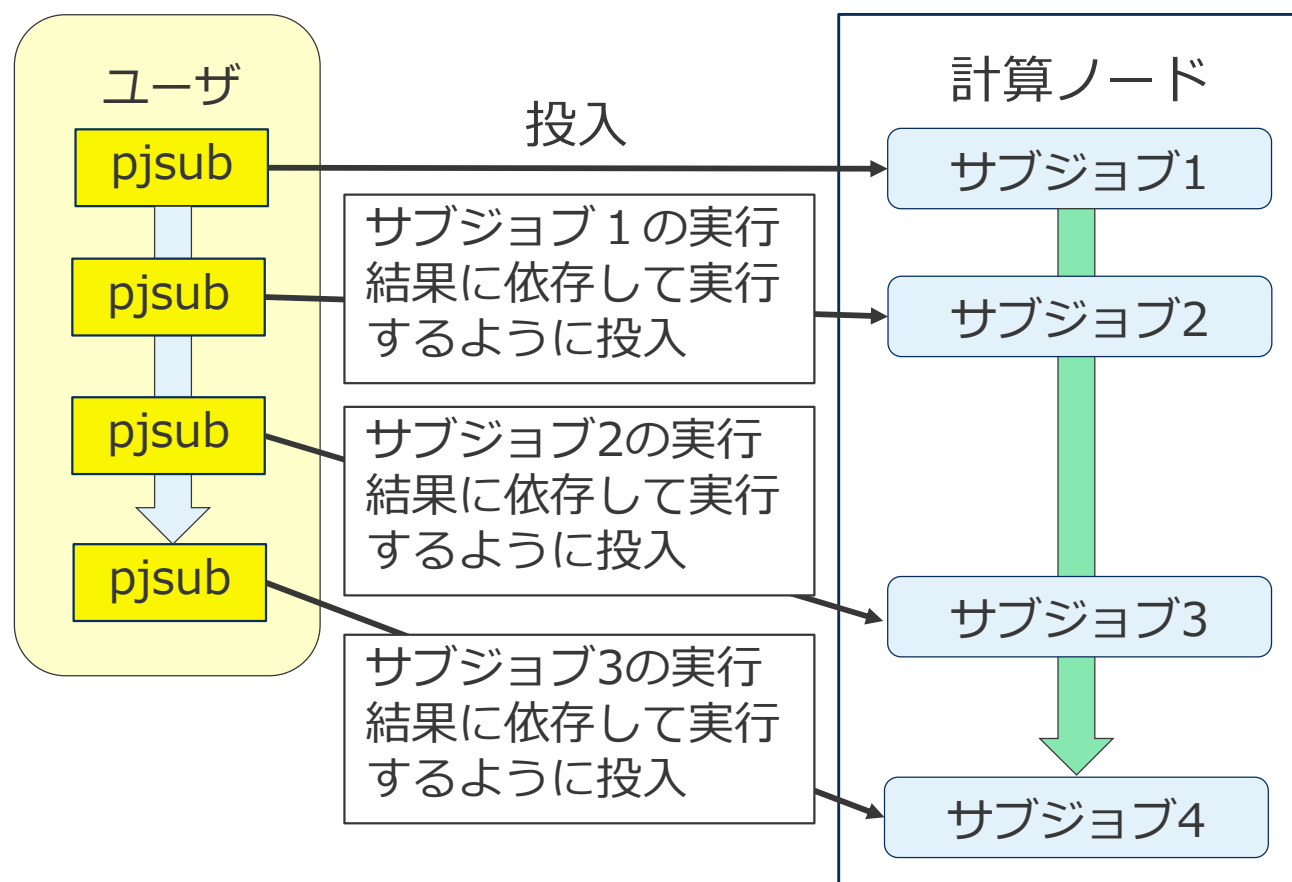 ユーザ
計算ノード
投入
pjsub
サブジョブ1
サブジョブ１の実行
結果に依存して実行
するように投入
pjsub
サブジョブ2
pjsub
サブジョブ2の実行
結果に依存して実行
するように投入
pjsub
サブジョブ3
サブジョブ3の実行
結果に依存して実行
するように投入
サブジョブ4